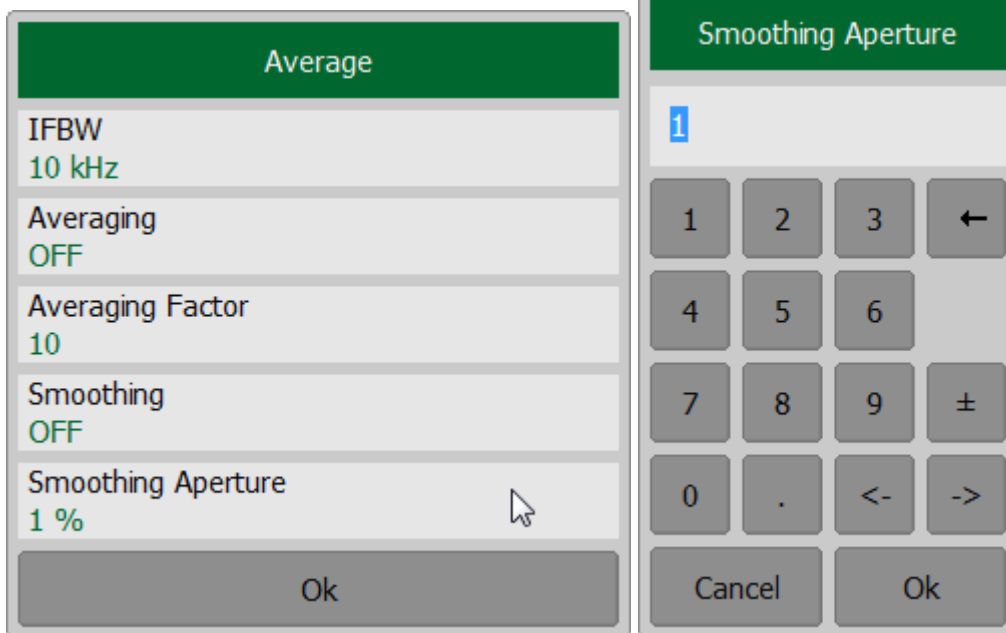 Average
IFBW
10 kHz
Averaging
OFF
Averaging Factor
10
Smoothing
OFF
Smoothing Aperture
1 %
Ok
Smoothing Aperture
1
1 2 3 ←
4 5 6
7 8 9 ±
0 . <- ->
Cancel Ok